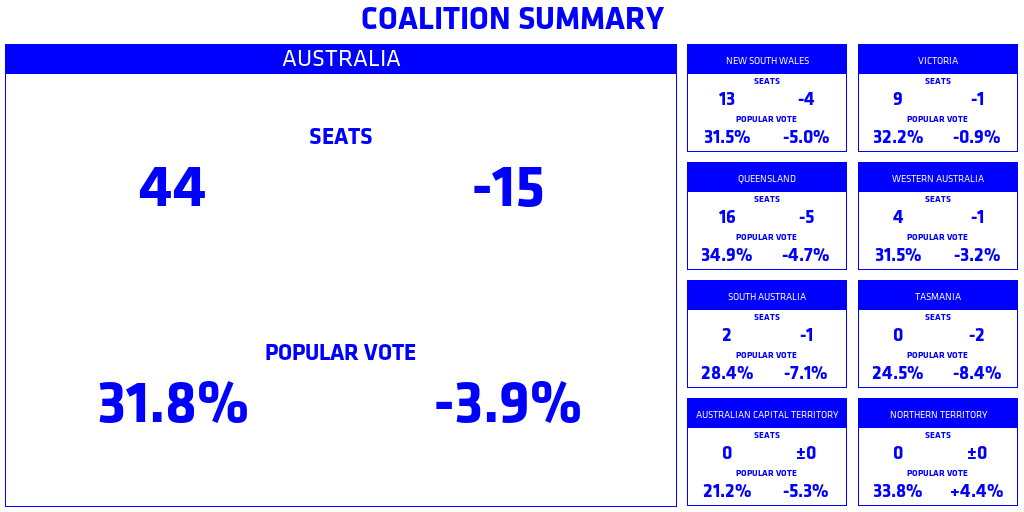 COALITION SUMMARY
AUSTRALIA
SEATS
44 -15
POPULAR VOTE
31.8% -3.9%
NEW SOUTH WALES
SEATS
13 -4
POPULAR VOTE
31.5% -5.0%
VICTORIA
SEATS
9 -1
POPULAR VOTE
32.2% -0.9%
QUEENSLAND
SEATS
16 -5
POPULAR VOTE
34.9% -4.7%
WESTERN AUSTRALIA
SEATS
4 -1
POPULAR VOTE
31.5% -3.2%
SOUTH AUSTRALIA
SEATS
2 -1
POPULAR VOTE
28.4% -7.1%
TASMANIA
SEATS
0 -2
POPULAR VOTE
24.5% -8.4%
AUSTRALIAN CAPITAL TERRITORY
SEATS
0 ±0
POPULAR VOTE
21.2% -5.3%
NORTHERN TERRITORY
SEATS
0 ±0
POPULAR VOTE
33.8% +4.4%